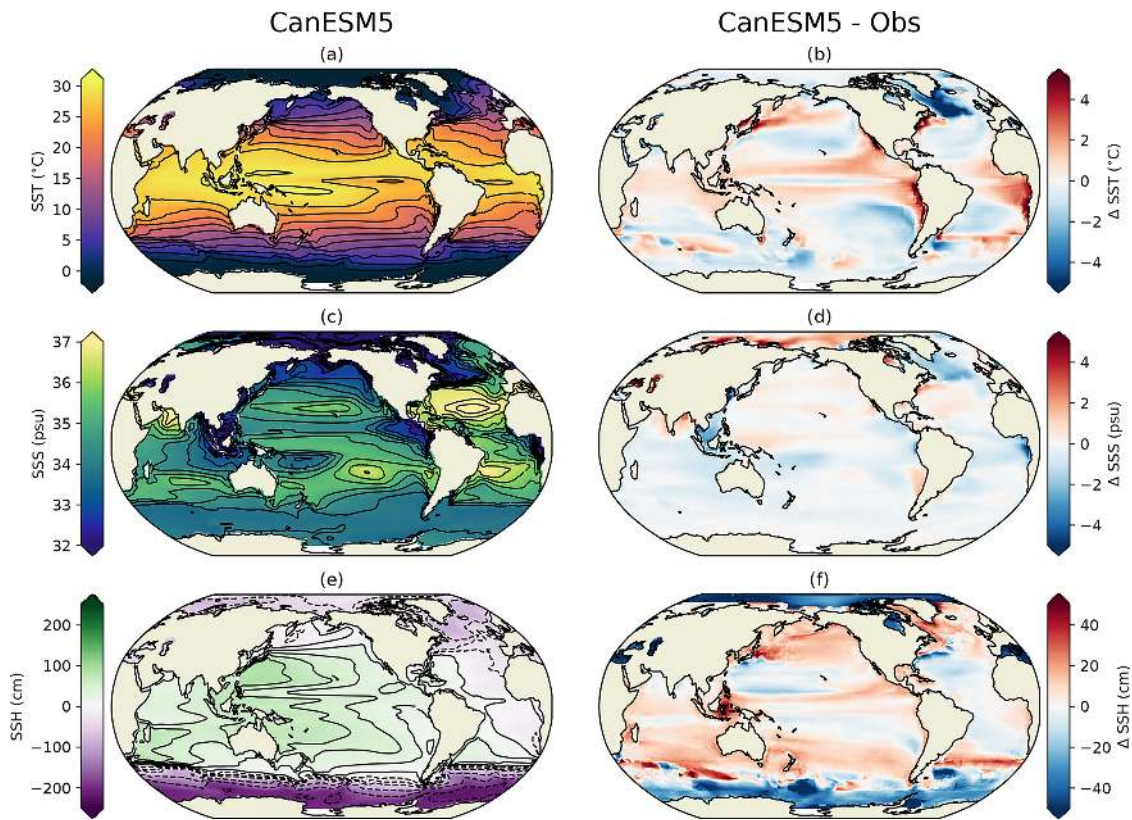 CanESM5
CanESM5 - Obs
(a)
(b)
30
25
20
15
10
5
0
SST (°C)
4
2
0
−2
−4
Δ SST (°C)
(c)
(d)
37
36
35
34
33
32
SSS (psu)
4
2
0
−2
−4
Δ SSS (psu)
(e)
(f)
200
100
0
−100
−200
SSH (cm)
40
20
0
−20
−40
Δ SSH (cm)